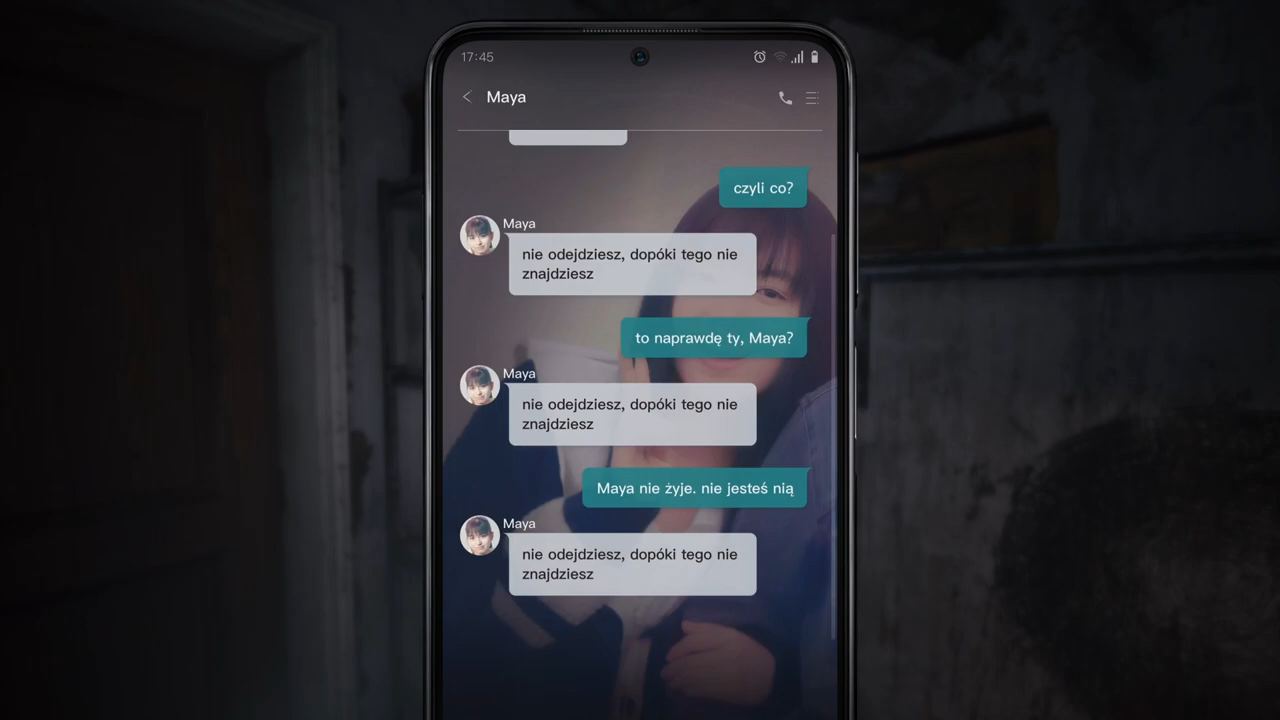 17:45
Maya
czyli co?
Maya
nie odejdziesz, dopóki tego nie
znajdziesz
to naprawdę ty, Maya?
Maya
nie odejdziesz, dopóki tego nie
znajdziesz
Maya nie żyje. nie jesteś nią
Maya
nie odejdziesz, dopóki tego nie
znajdziesz